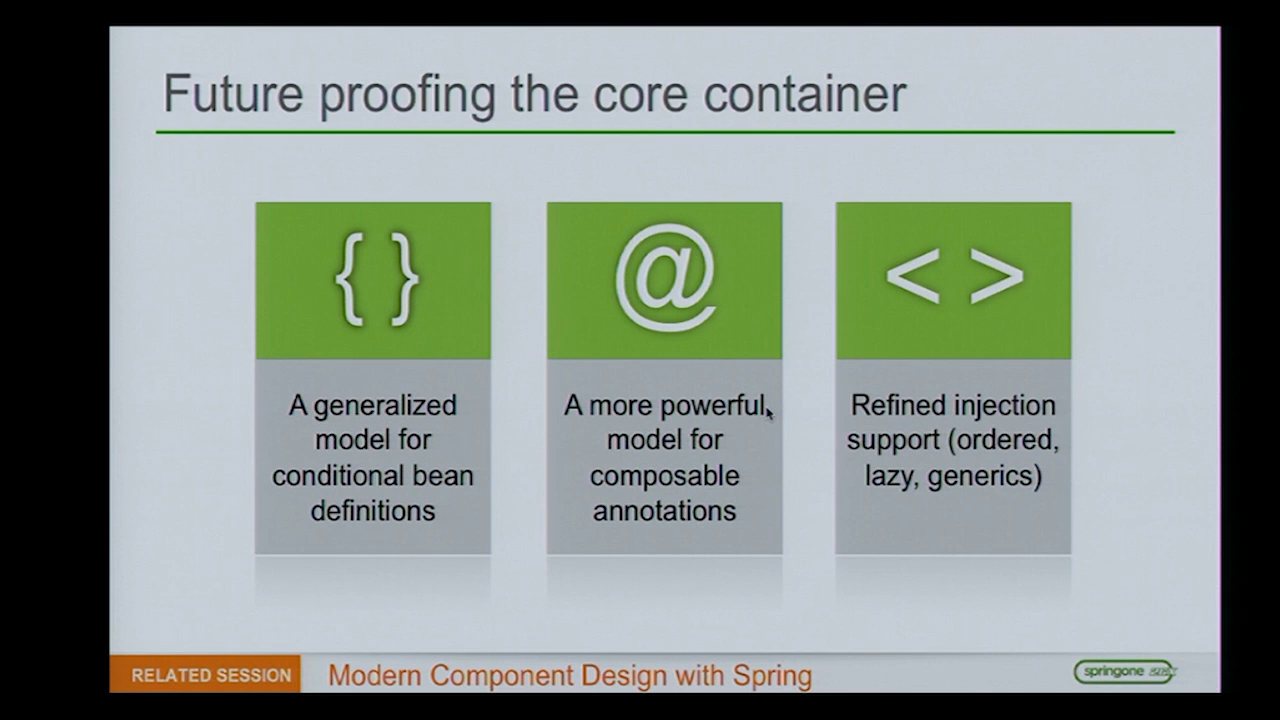 Future proofing the core container
{ }
@
< >
A generalized
model for
conditional bean
definitions
A more powerful
model for
composable
annotations
Refined injection
support (ordered,
lazy, generics)
RELATED SESSION
Modern Component Design with Spring
springone